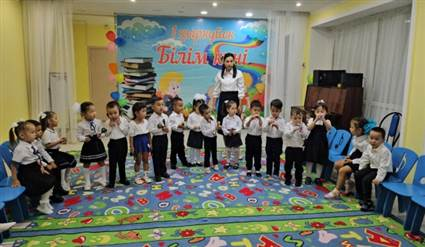 1 қыркүйек
Білім күні